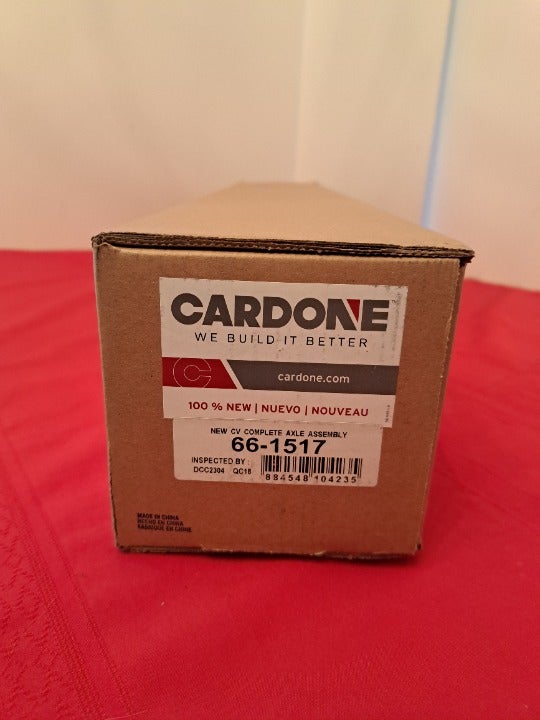 CARDONE
WE BUILD IT BETTER
C cardone.com
100 % NEW | NUEVO | NOUVEAU
NEW CV COMPLETE AXLE ASSEMBLY
66-1517
INSPECTED BY:
DCC2304 QC18
884548 104235
MADE IN CHINA
HECHO EN CHINA
FABRIQUE EN CHINE